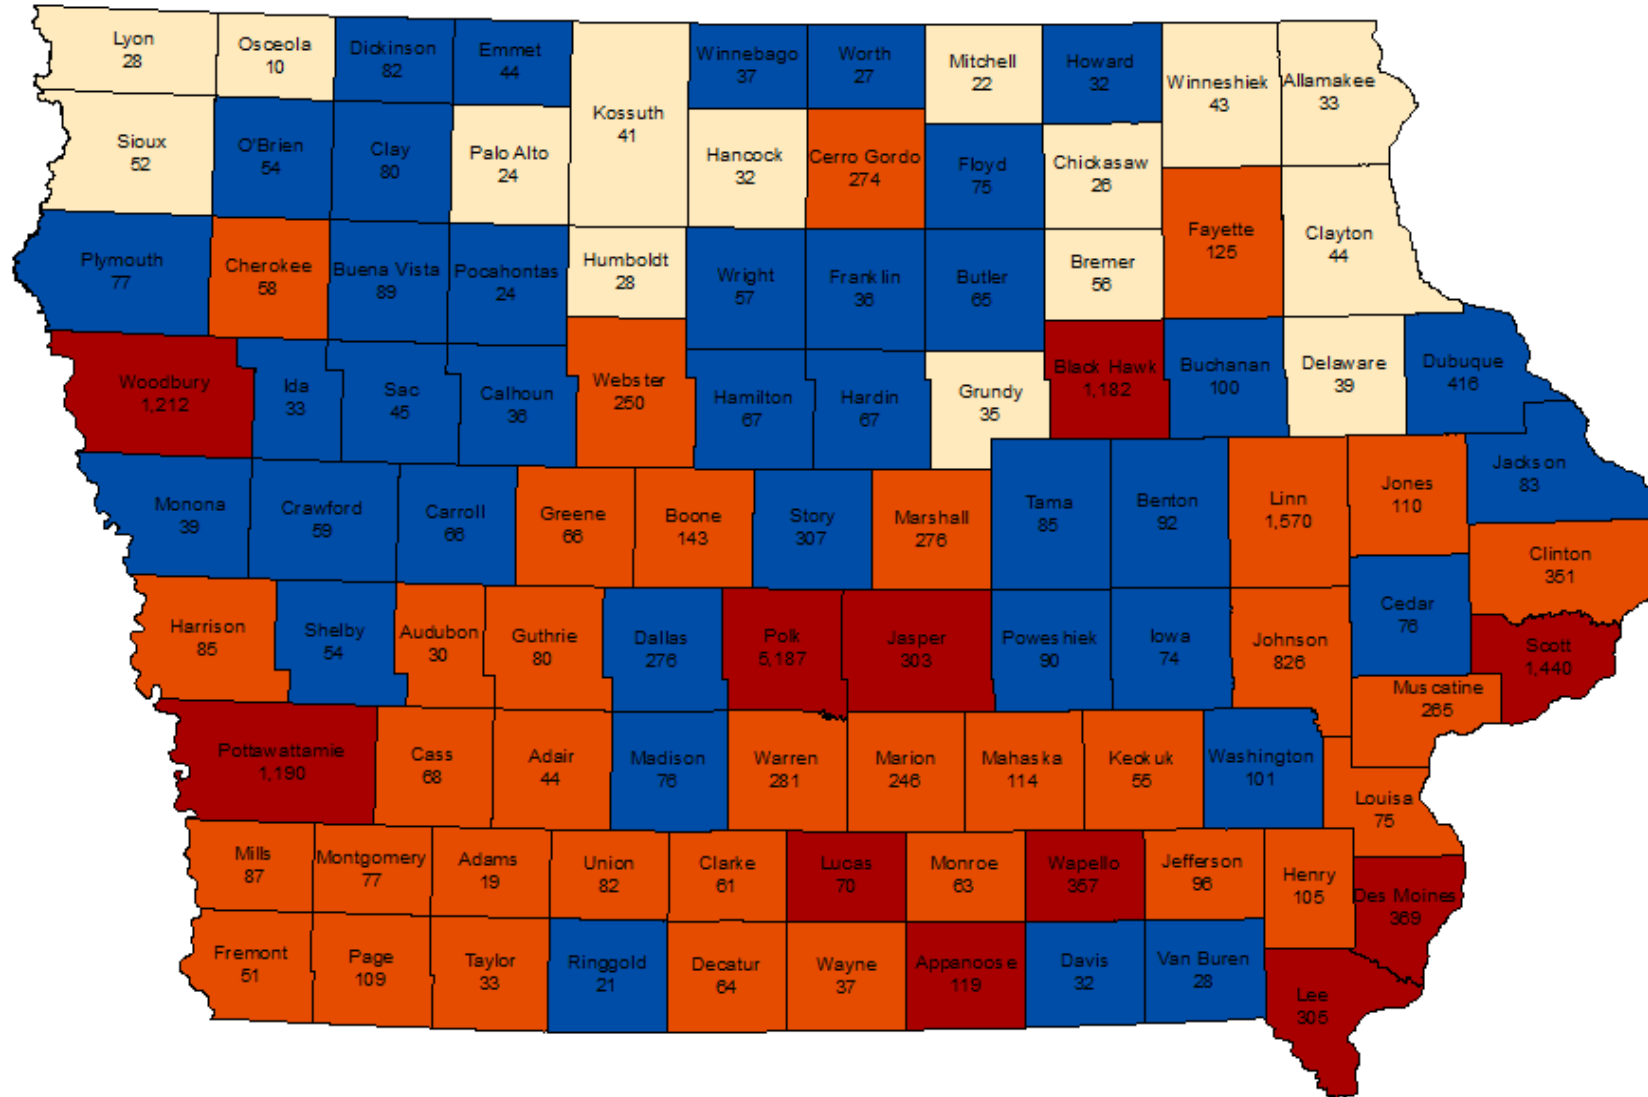 Lyon
28
Osceola
10
Dickinson
82
Emmet
44
Kossuth
41
Winnebago
37
Worth
27
Mitchell
22
Howard
32
Winneshiek
43
Allamakee
33
Sioux
52
O'Brien
54
Clay
80
Palo Alto
24
Hancock
32
Cerro Gordo
274
Floyd
75
Chickasaw
26
Fayette
125
Clayton
44
Plymouth
77
Cherokee
58
Buena Vista
89
Pocahontas
24
Humboldt
28
Wright
57
Franklin
36
Butler
65
Bremer
56
Woodbury
1,212
Ida
33
Sac
45
Calhoun
36
Webster
250
Hamilton
67
Hardin
67
Grundy
35
Black Hawk
1,182
Buchanan
100
Delaware
39
Dubuque
416
Monona
39
Crawford
59
Carroll
66
Greene
66
Boone
143
Story
307
Marshall
276
Tama
85
Benton
92
Linn
1,570
Jones
110
Jackson
83
Clinton
351
Harrison
85
Shelby
54
Audubon
30
Guthrie
80
Dallas
276
Polk
5,187
Jasper
303
Poweshiek
90
Iowa
74
Johnson
826
Cedar
76
Scott
1,440
Muscatine
265
Pottawattamie
1,190
Cass
68
Adair
44
Madison
76
Warren
281
Marion
246
Mahaska
114
Keokuk
55
Washington
101
Louisa
75
Mills
87
Montgomery
77
Adams
19
Union
82
Clarke
61
Lucas
70
Monroe
63
Wapello
357
Jefferson
96
Henry
105
Des Moines
369
Fremont
51
Page
109
Taylor
33
Ringgold
21
Decatur
64
Wayne
37
Appanoose
119
Davis
32
Van Buren
28
Lee
305